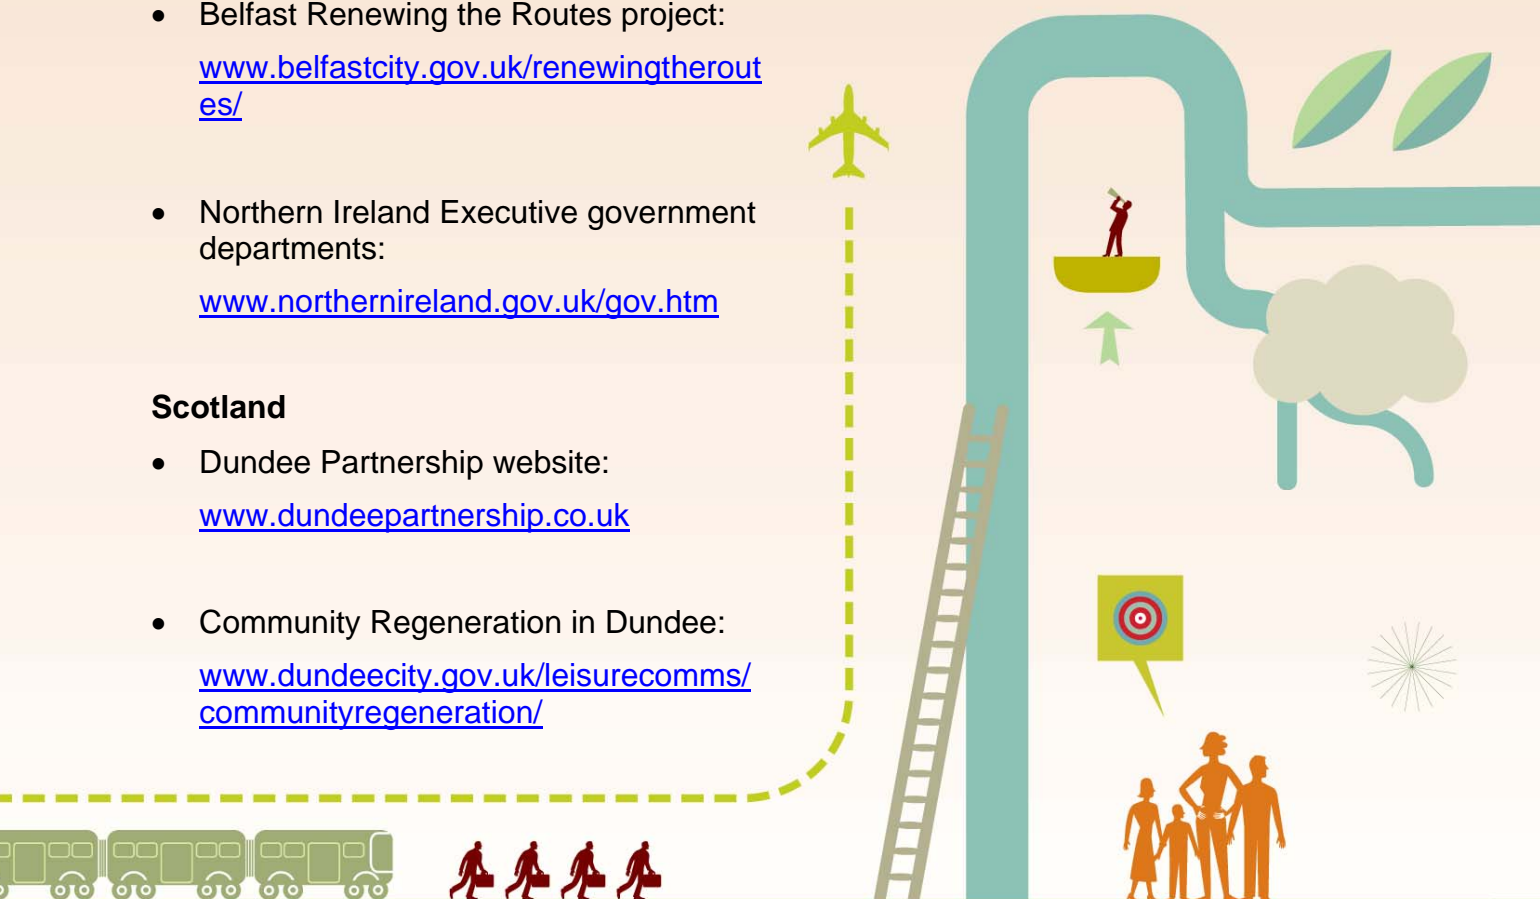 • Belfast Renewing the Routes project:
www.belfastcity.gov.uk/renewingtherout
es/
• Northern Ireland Executive government
departments:
www.northernireland.gov.uk/gov.htm
Scotland
• Dundee Partnership website:
www.dundeepartnership.co.uk
• Community Regeneration in Dundee:
www.dundeecity.gov.uk/leisurecomms/
communityregeneration/